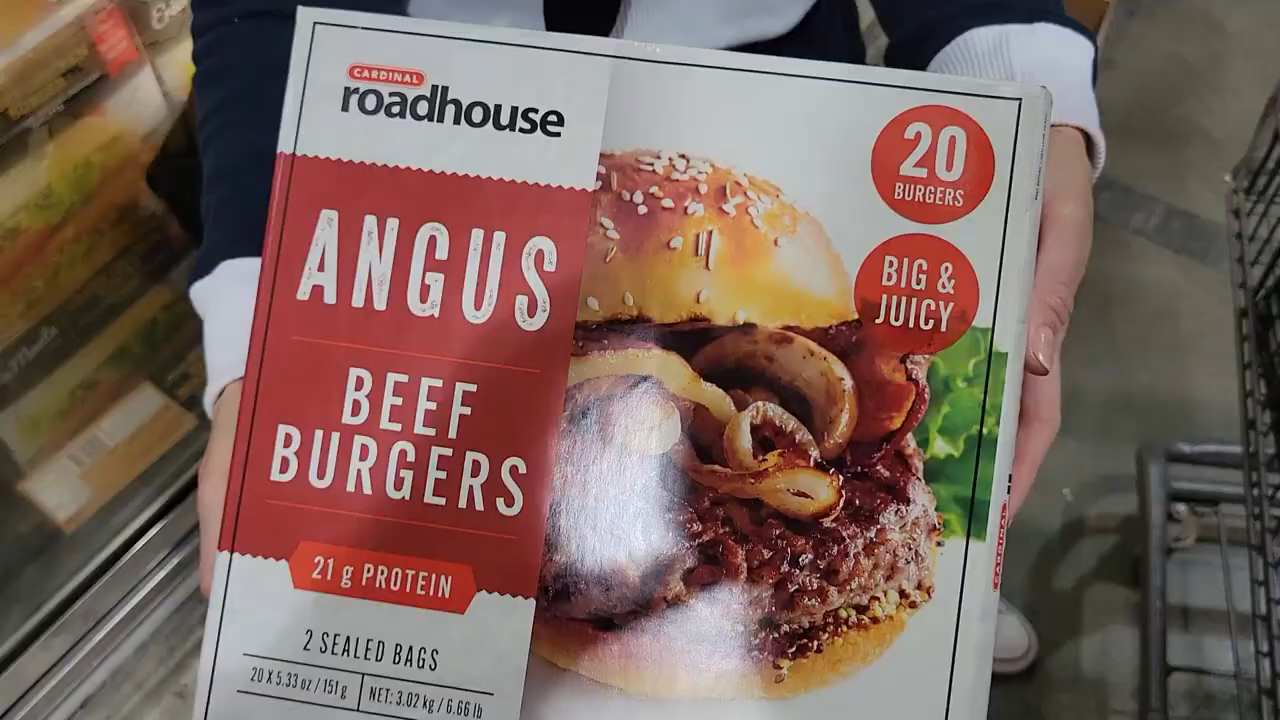 CARDINAL
roadhouse
ANGUS
BEEF
BURGERS
21 g PROTEIN
2 SEALED BAGS
20 X 5.33 oz / 151 g
NET: 3.02 kg / 6.66 lb
20
BURGERS
BIG &
JUICY
CARDINAL